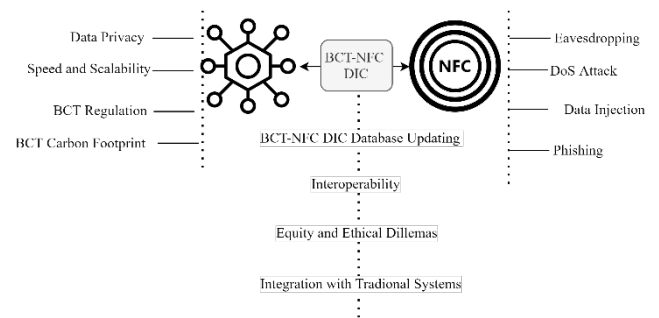 Data Privacy
Speed and Scalability
BCT Regulation
BCT Carbon Footprint
BCT-NFC
DIC
NFC
Eavesdropping
DoS Attack
Data Injection
Phishing
BCT-NFC DIC Database Updating
Interoperability
Equity and Ethical Dillemas
Integration with Tradional Systems